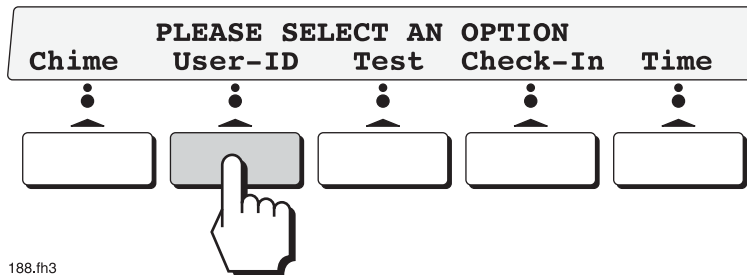 PLEASE SELECT AN OPTION
Chime User-ID Test Check-In Time
188.fh3